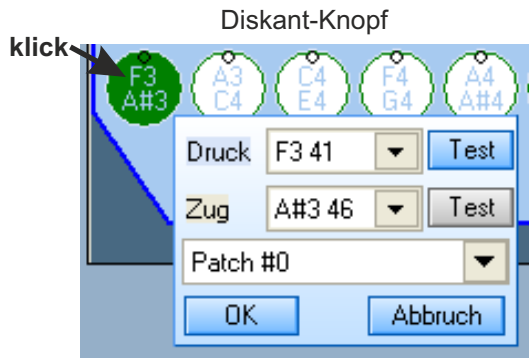 Diskant-Knopf
klick
F3 A3 C4 F4 A4
A#3 C4 E4 G4 A#4
Druck F3 41 Test
Zug A#3 46 Test
Patch #0
OK Abbruch